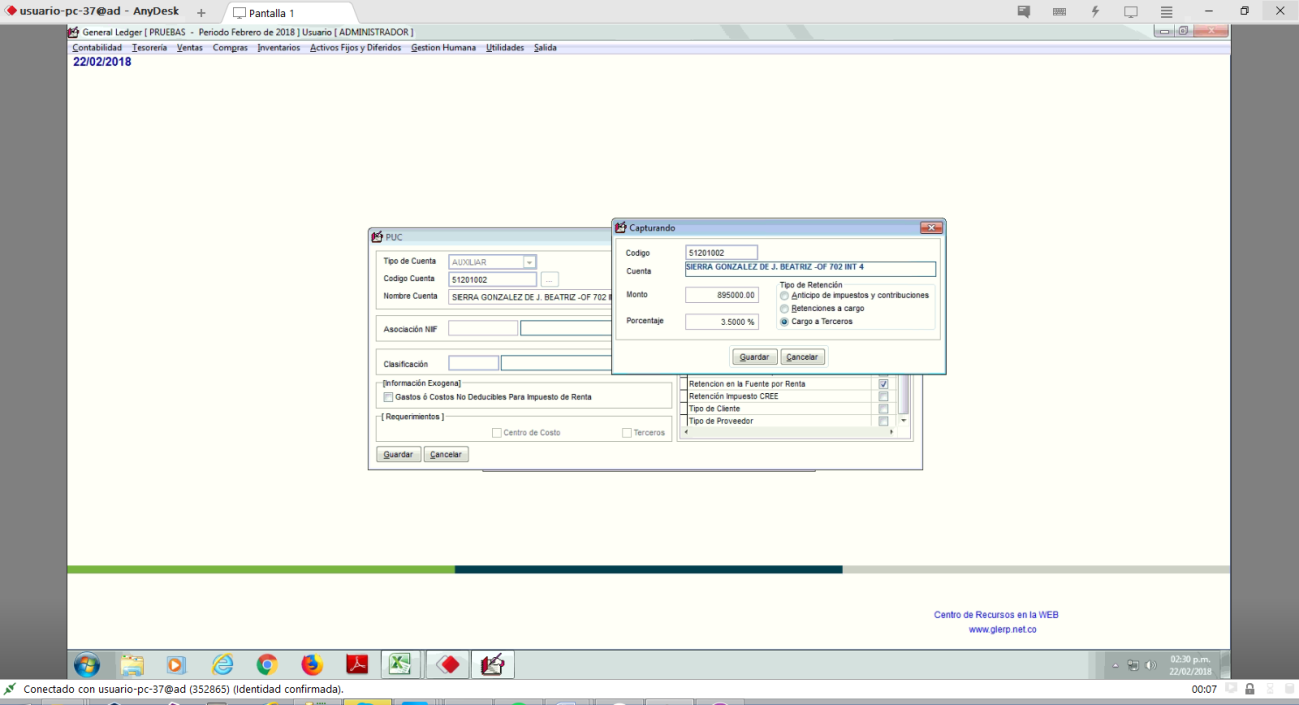 usuario-pc-37@ad - AnyDesk
Pantalla 1
General Ledger [ PRUEBAS - Periodo Febrero de 2018 ] Usuario [ ADMINISTRADOR ]
Contabilidad Tesorería Ventas Compras Inventarios Activos Fijos y Diferidos Gestion Humana Utilidades Salida
22/02/2018
PUC
Tipo de Cuenta AUXILIAR
Codigo Cuenta 51201002 ...
Nombre Cuenta SIERRA GONZALEZ DE J. BEATRIZ -OF 702
Asociación NIIF
Clasificación
[Información Exogena]
Gastos ó Costos No Deducibles Para Impuesto de Renta
[ Requerimientos ]
Centro de Costo Terceros
Guardar Cancelar
Capturando
Codigo 51201002
Cuenta SIERRA GONZALEZ DE J. BEATRIZ -OF 702 INT 4
Monto 895000.00
Porcentaje 3.5000 %
Tipo de Retención
Anticipo de impuestos y contribuciones
Retenciones a cargo
Cargo a Terceros
Guardar Cancelar
Retencion en la Fuente por Renta
Retención Impuesto CREE
Tipo de Cliente
Tipo de Proveedor
Centro de Recursos en la WEB
www.glerp.net.co
02:30 p.m.
22/02/2018
Conectado con usuario-pc-37@ad (352865) (Identidad confirmada).
00:07